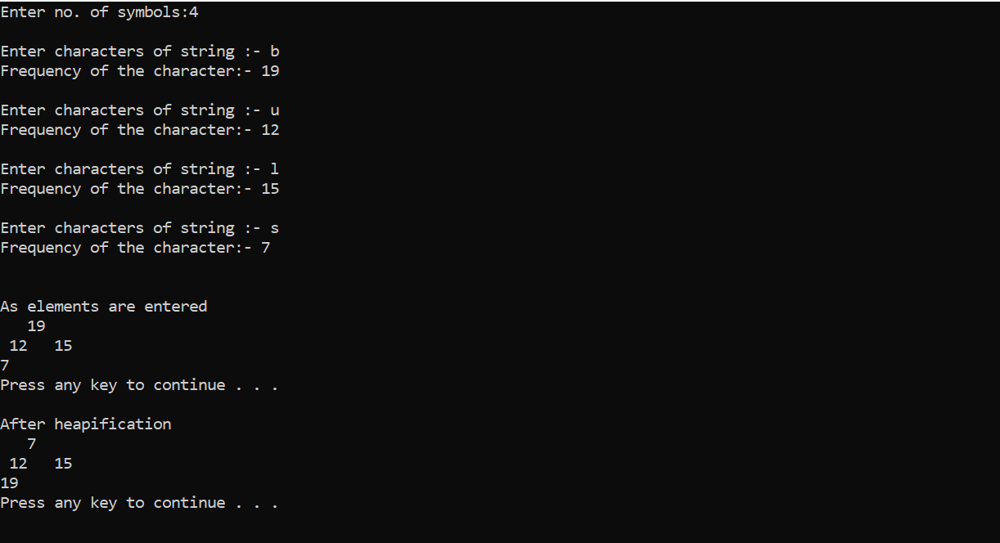 Enter no. of symbols:4
Enter characters of string :- b
Frequency of the character:- 19
Enter characters of string :- u
Frequency of the character:- 12
Enter characters of string :- l
Frequency of the character:- 15
Enter characters of string :- s
Frequency of the character:- 7
As elements are entered
19
12 15
7
Press any key to continue . . .
After heapification
7
12 15
19
Press any key to continue . . .